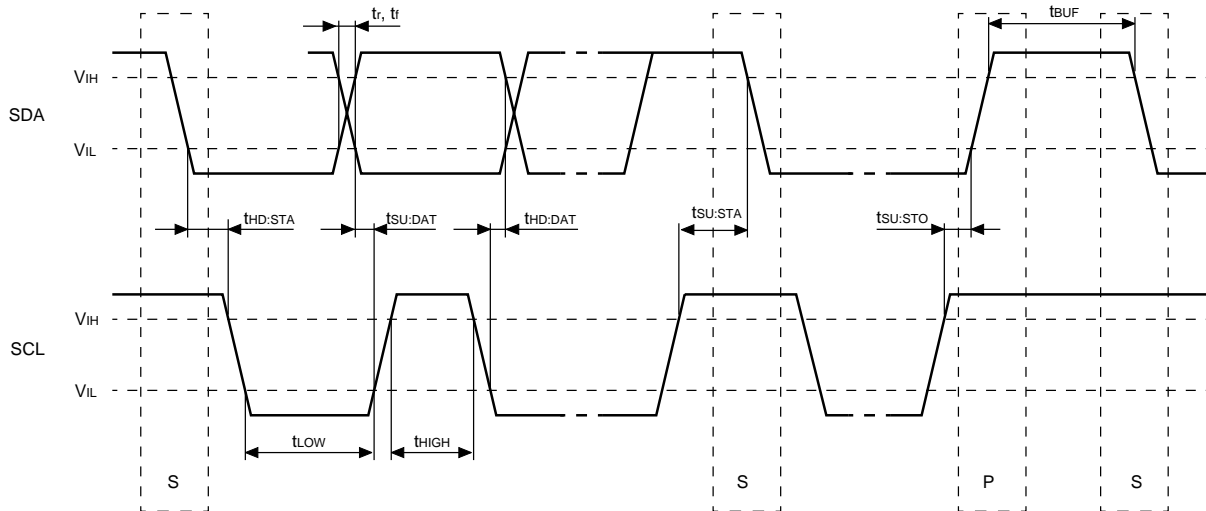 tr, tf
tBUF
VIH
SDA
VIL
tHD:STA
tSU:DAT
tHD:DAT
tSU:STA
tSU:STO
VIH
SCL
VIL
tLOW
tHIGH
S
S
P
S